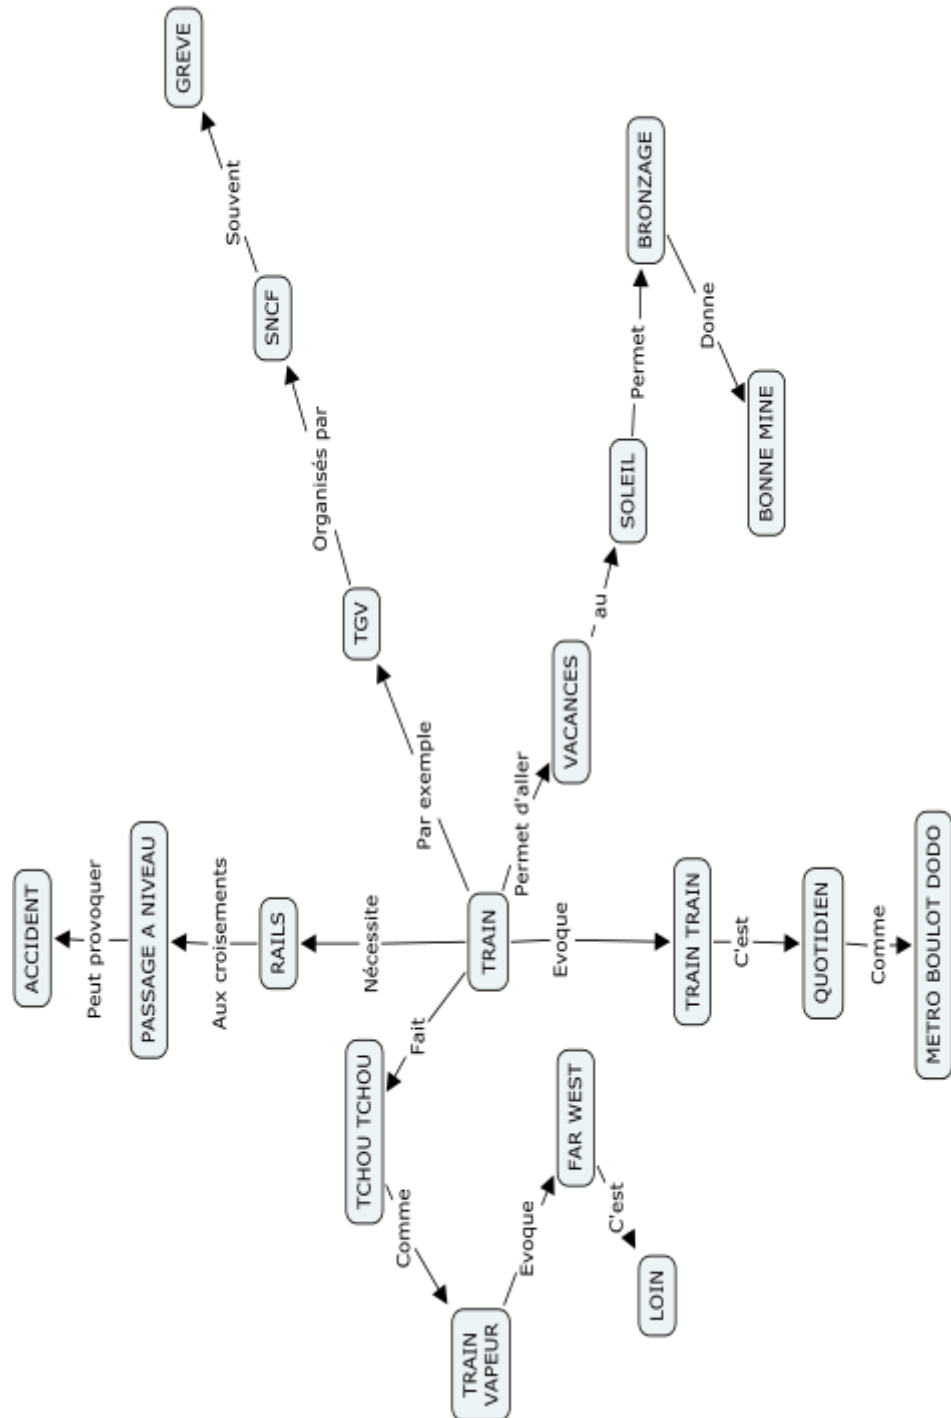 TRAIN
Fait
TCHOU TCHOU
Comme
TRAIN
VAPEUR
Evoque
FAR WEST
C'est
LOIN
Nécessite
RAILS
Aux croisements
PASSAGE A NIVEAU
Peut provoquer
ACCIDENT
Par exemple
TGV
Organisés par
SNCF
Souvent
GREVE
Permet d'aller
VACANCES
au
SOLEIL
Permet
BRONZAGE
Donne
BONNE MINE
Evoque
TRAIN TRAIN
C'est
QUOTIDIEN
Comme
METRO BOULOT DODO